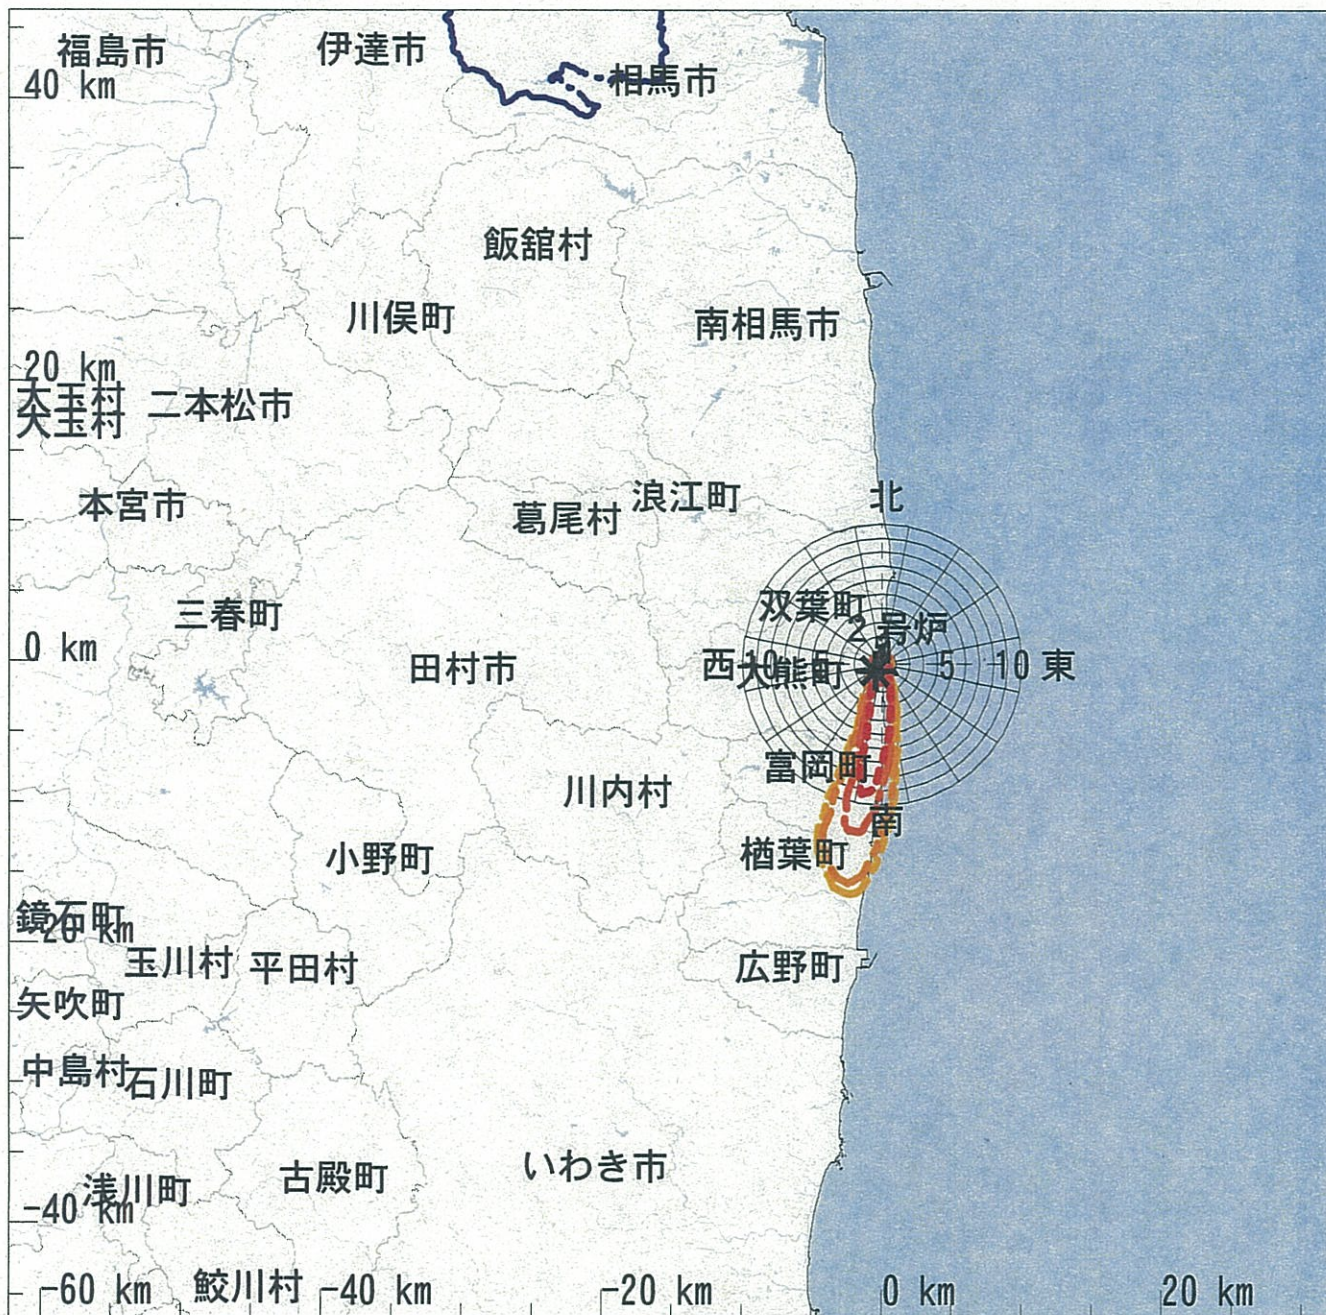 福島市
伊達市
40 km
相馬市
飯舘村
川俣町
南相馬市
20 km
大玉村
大玉村
二本松市
本宮市
葛尾村
浪江町
北
三春町
双葉町
2号炉
0 km
田村市
西
10
5
大熊町
5
10
東
富岡町
川内村
南
小野町
楢葉町
鏡石町
-20 km
玉川村
平田村
広野町
矢吹町
中島村
石川町
いわき市
浅川町
古殿町
-40 km
-60 km
鮫川村
-40 km
-20 km
0 km
20 km